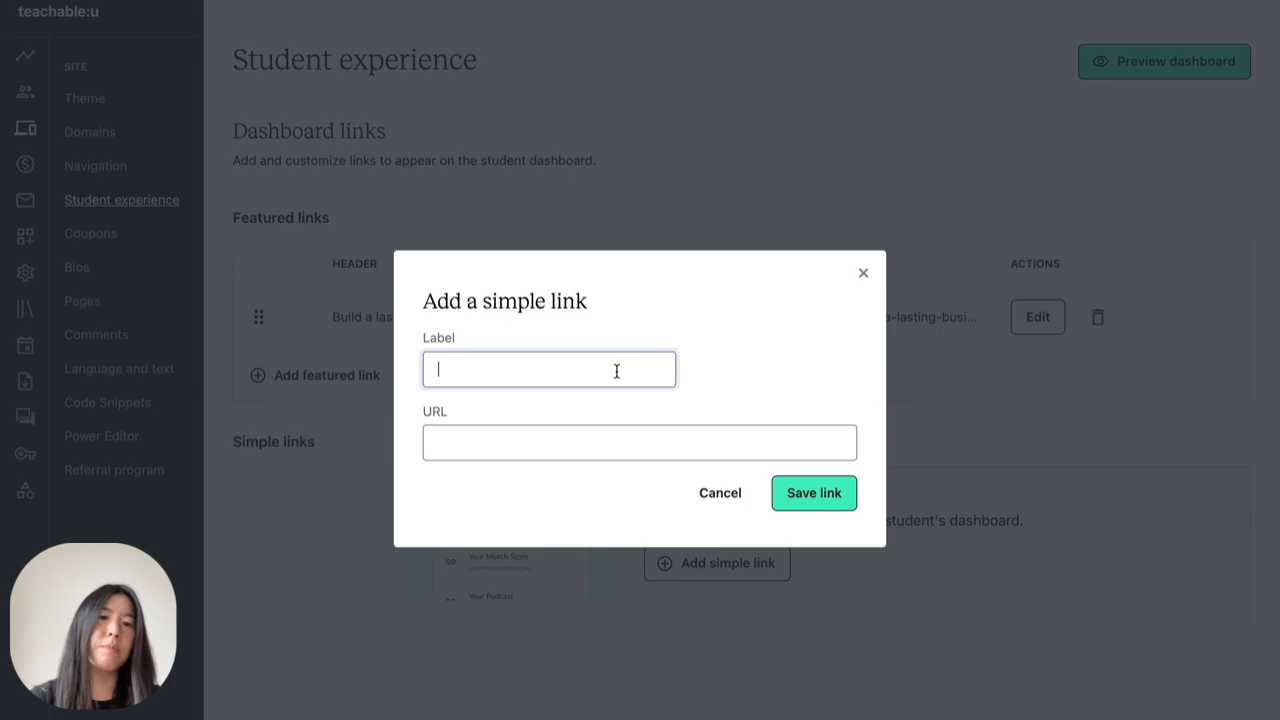 teachable:u
SITE
Theme
Domains
Navigation
Student experience
Coupons
Bios
Pages
Comments
Language and text
Code Snippets
Power Editor
Referral program
Student experience
Preview dashboard
Dashboard links
Add and customize links to appear on the student dashboard.
Featured links
HEADER
ACTIONS
Build a las
a-lasting-busi...
Edit
Add featured link
Simple links
student's dashboard.
Your Merch Store
Your Podcast
Add simple link
Add a simple link
Label
URL
Cancel
Save link